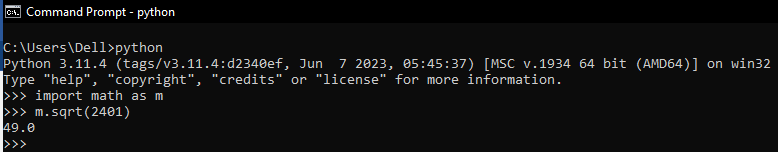 Command Prompt - python
C:\Users\Dell>python
Python 3.11.4 (tags/v3.11.4:d2340ef, Jun  7 2023, 05:45:37) [MSC v.1934 64 bit (AMD64)] on win32
Type "help", "copyright", "credits" or "license" for more information.
>>> import math as m
>>> m.sqrt(2401)
49.0
>>>